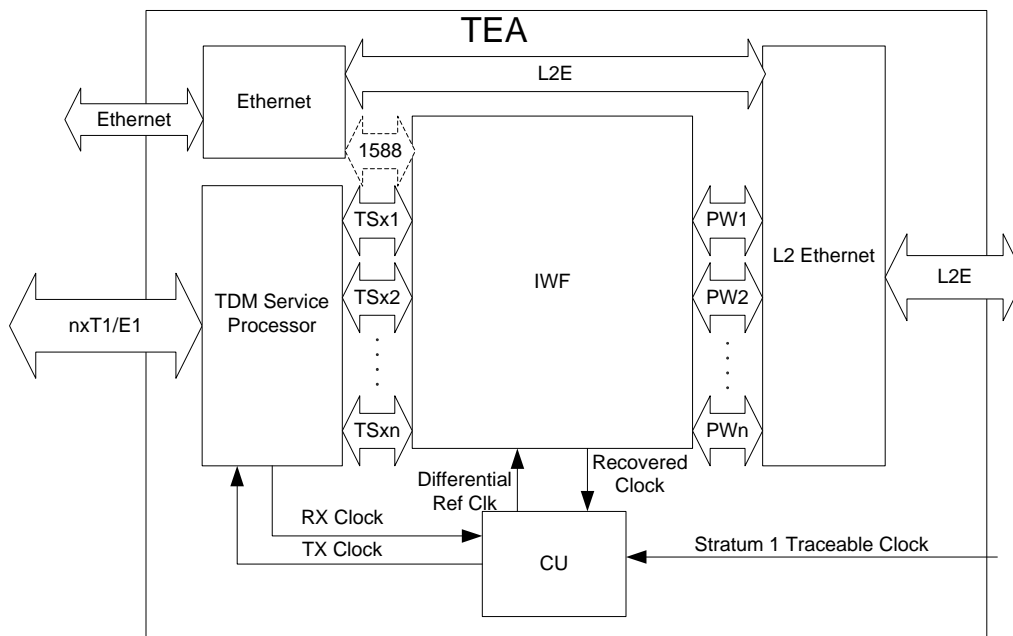 TEA
Ethernet
L2E
Ethernet
1588
TSx1
PW1
L2 Ethernet
IWF
L2E
TDM Service
Processor
TSx2
PW2
nxT1/E1
TSxn
PWn
Differential
Ref Clk
Recovered
Clock
RX Clock
TX Clock
CU
Stratum 1 Traceable Clock